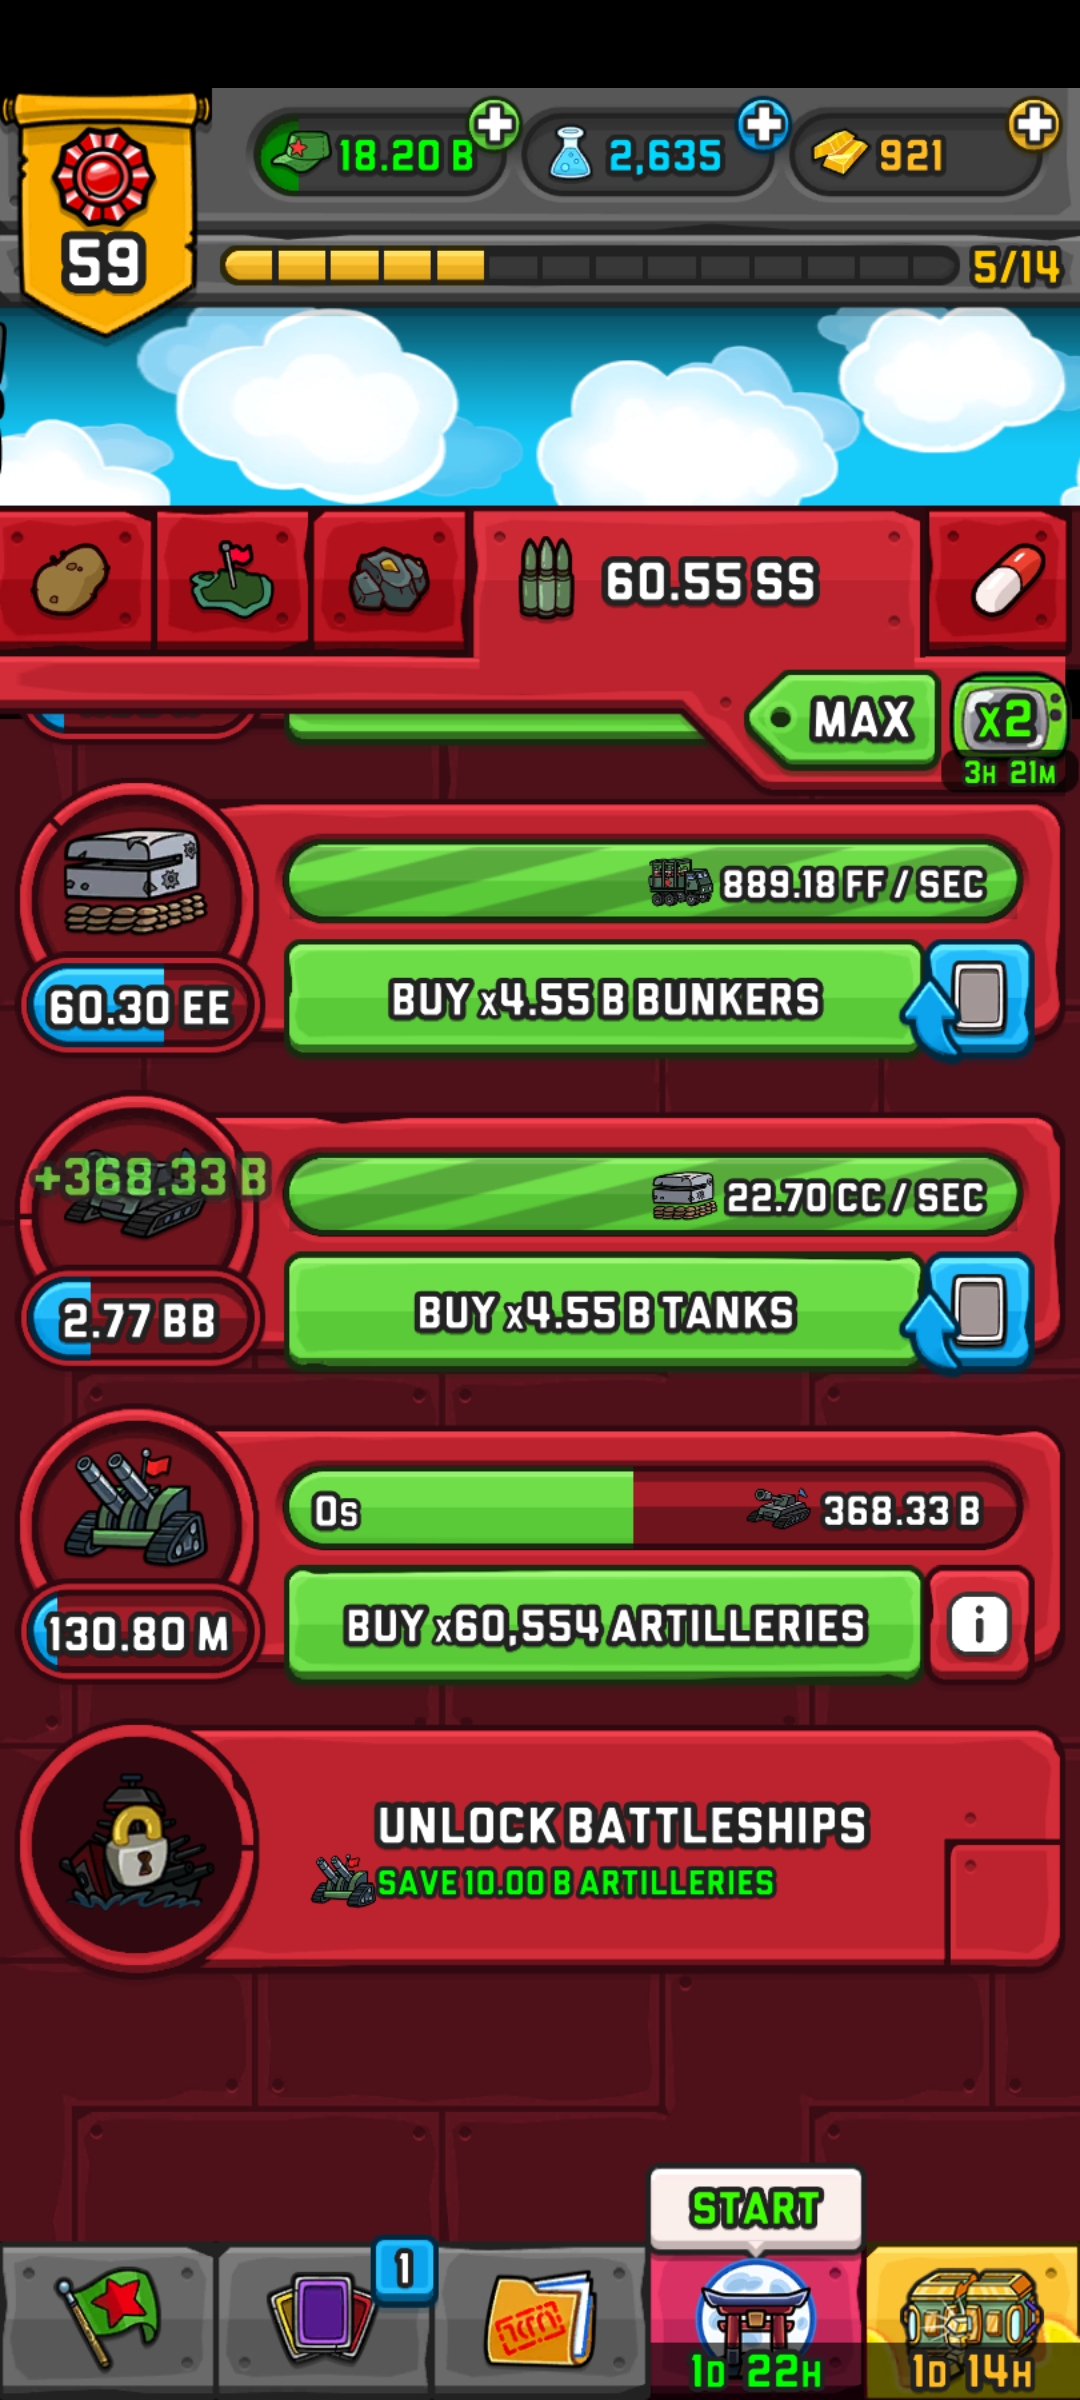 18.20 B
2,635
921
59
5/14
60.55 SS
MAX
x2
3H 21M
889.18 FF / SEC
60.30 EE
BUY x4.55 B BUNKERS
+368.33 B
22.70 CC / SEC
2.77 BB
BUY x4.55 B TANKS
0s
368.33 B
130.80 M
BUY x60,554 ARTILLERIES
i
UNLOCK BATTLESHIPS
SAVE 10.00 B ARTILLERIES
START
1
1D 22H
1D 14H